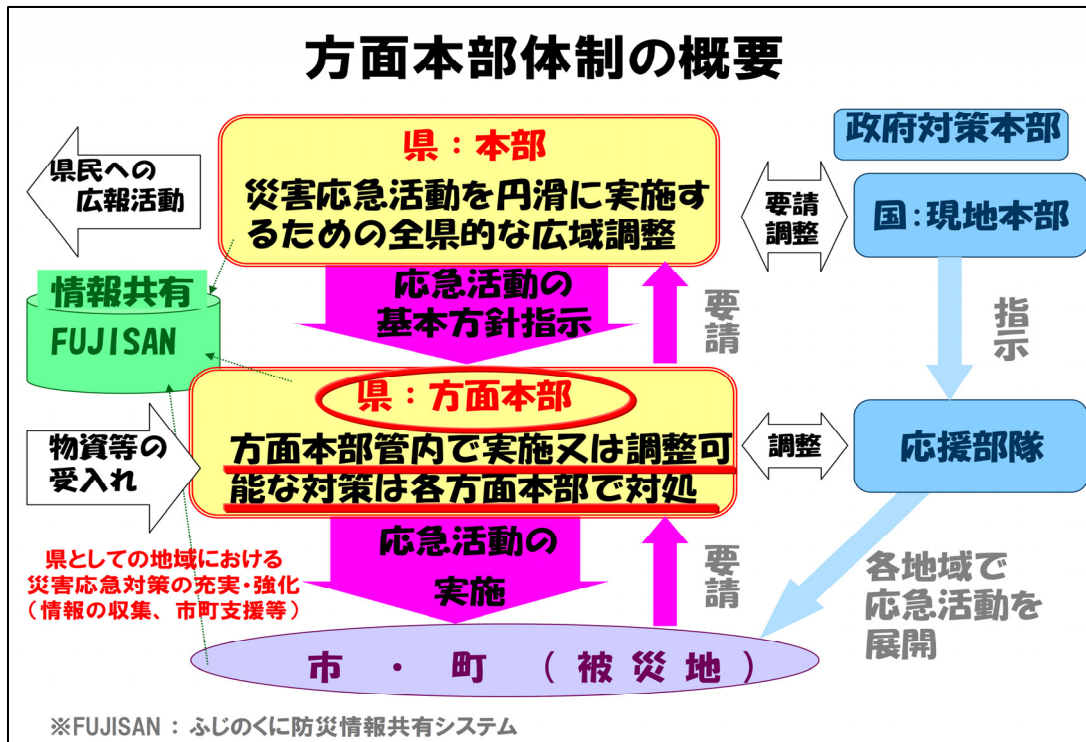 方面本部体制の概要
県：本部
災害応急活動を円滑に実施す
るための全県的な広域調整
県民への
広報活動
要請
調整
政府対策本部
国：現地本部
情報共有
FUJISAN
応急活動の
基本方針指示
要請
指示
県：方面本部
方面本部管内で実施又は調整可
能な対策は各方面本部で対処
物資等の
受入れ
調整
応援部隊
県としての地域における
災害応急対策の充実・強化
（情報の収集、市町支援等）
応急活動の
実施
要請
各地域で
応急活動を
展開
市・町（被災地）
※FUJISAN：ふじのくに防災情報共有システム